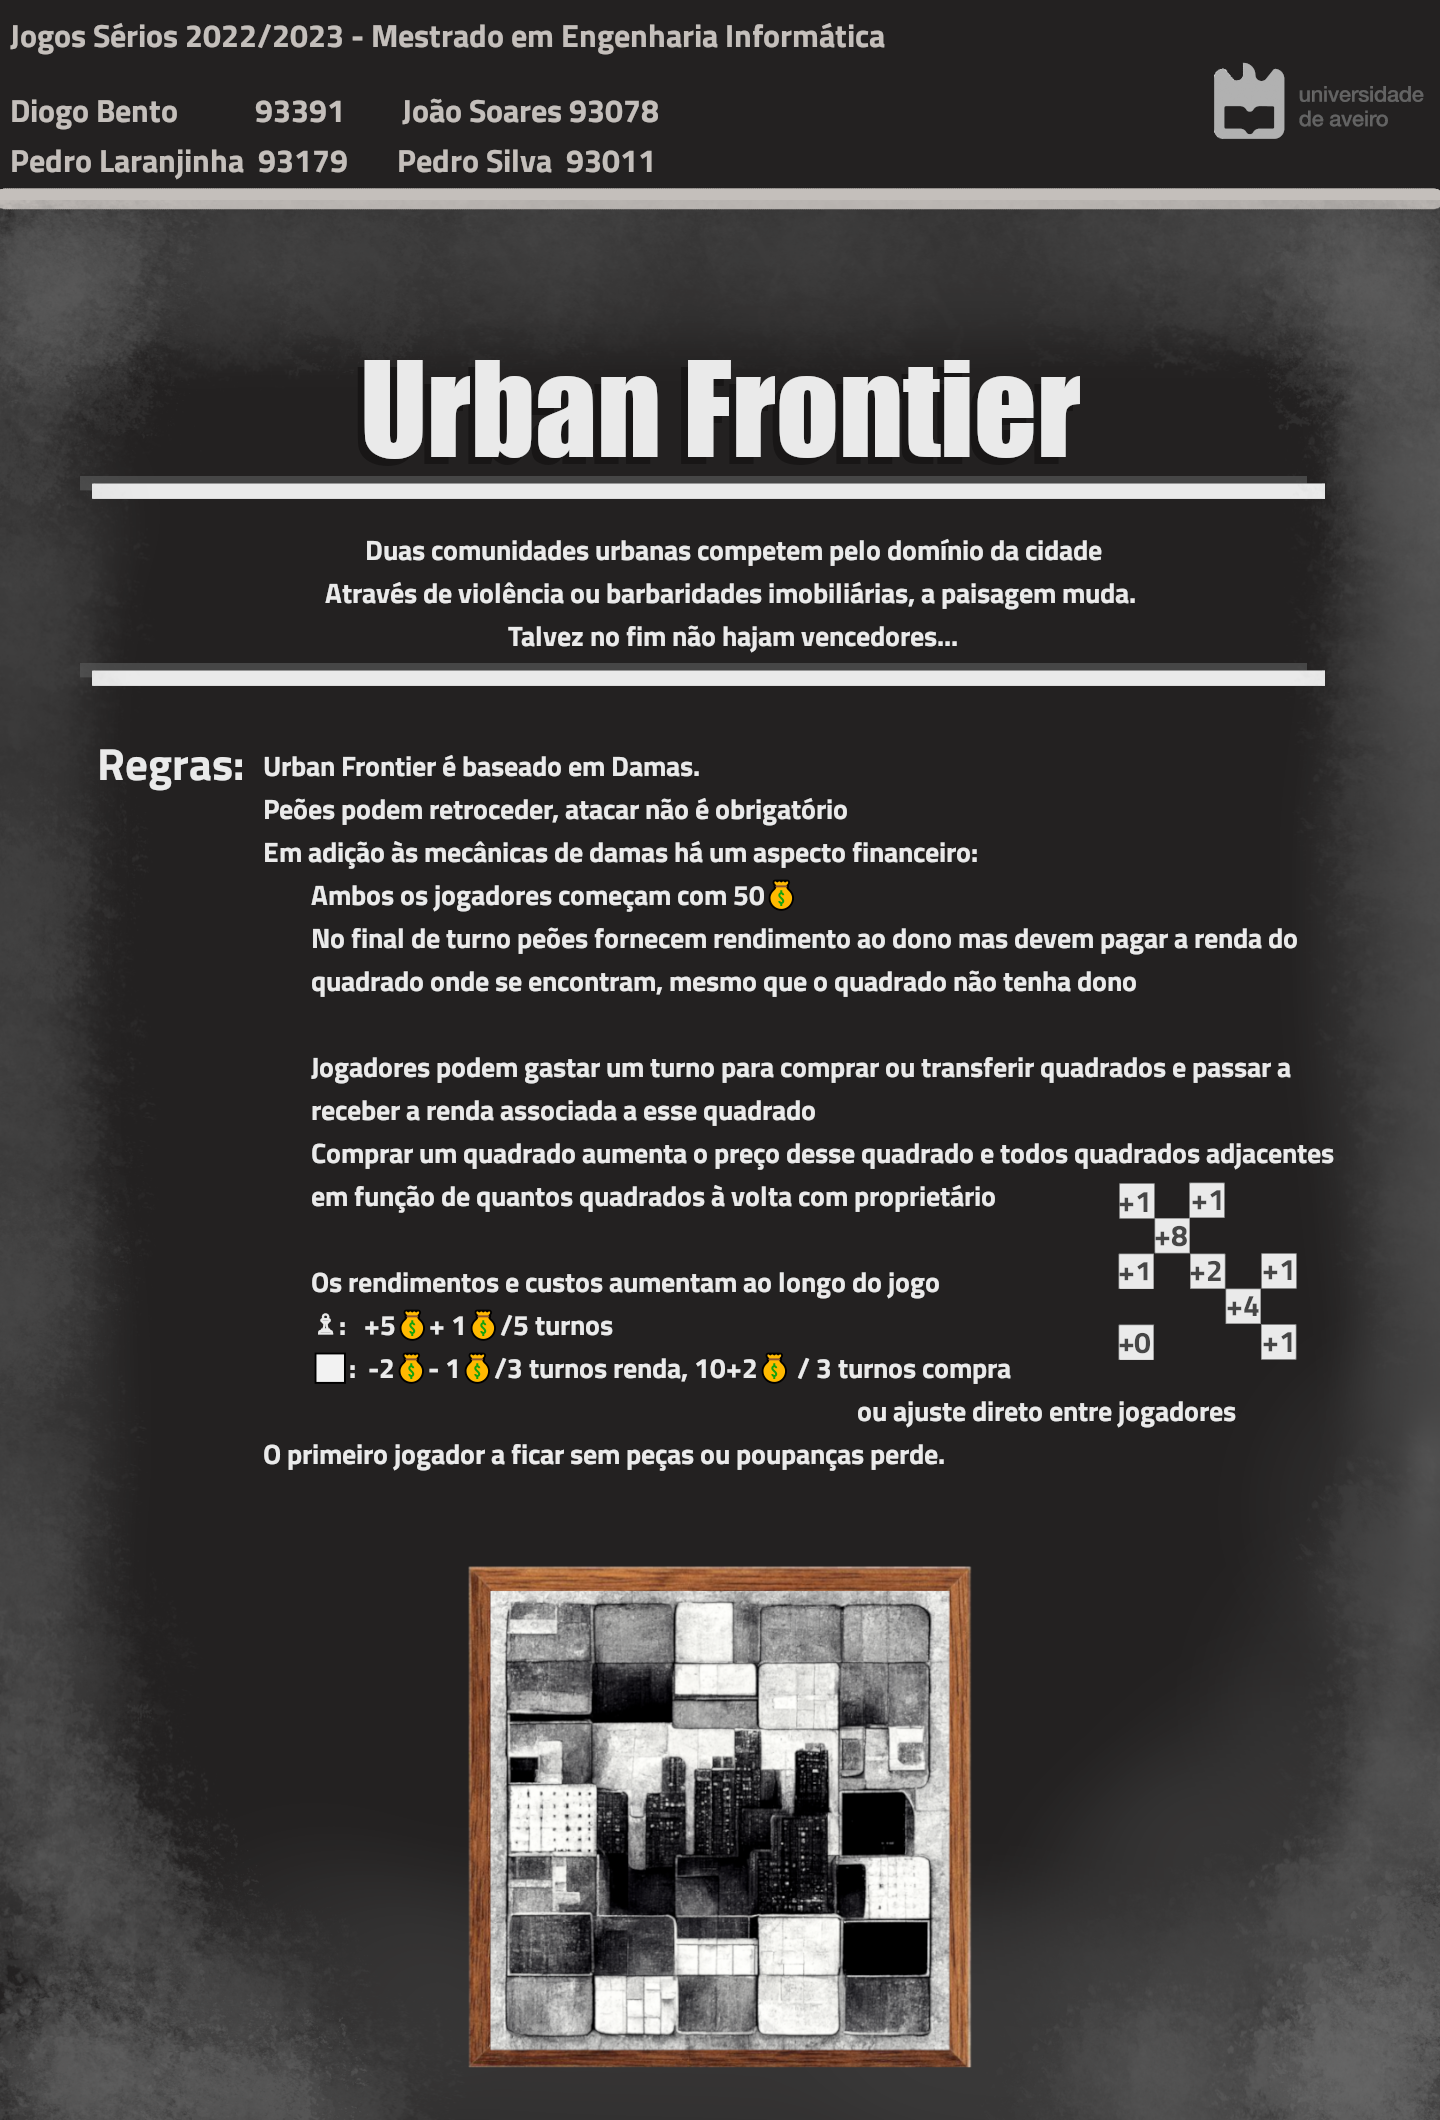 Jogos Sérios 2022/2023 - Mestrado em Engenharia Informática
Diogo Bento 93391 João Soares 93078
Pedro Laranjinha 93179 Pedro Silva 93011
universidade
de aveiro
Urban Frontier
Duas comunidades urbanas competem pelo domínio da cidade
Através de violência ou barbaridades imobiliárias, a paisagem muda.
Talvez no fim não hajam vencedores...
Regras: Urban Frontier é baseado em Damas.
Peões podem retroceder, atacar não é obrigatório
Em adição às mecânicas de damas há um aspecto financeiro:
Ambos os jogadores começam com 50💰
No final de turno peões fornecem rendimento ao dono mas devem pagar a renda do
quadrado onde se encontram, mesmo que o quadrado não tenha dono
Jogadores podem gastar um turno para comprar ou transferir quadrados e passar a
receber a renda associada a esse quadrado
Comprar um quadrado aumenta o preço desse quadrado e todos quadrados adjacentes
em função de quantos quadrados à volta com proprietário
+1 +1
+8
+1 +2 +1
+4
+0 +1
Os rendimentos e custos aumentam ao longo do jogo
♟: +5💰+ 1💰/5 turnos
⬜: -2💰- 1💰/3 turnos renda, 10+2💰 / 3 turnos compra
ou ajuste direto entre jogadores
O primeiro jogador a ficar sem peças ou poupanças perde.